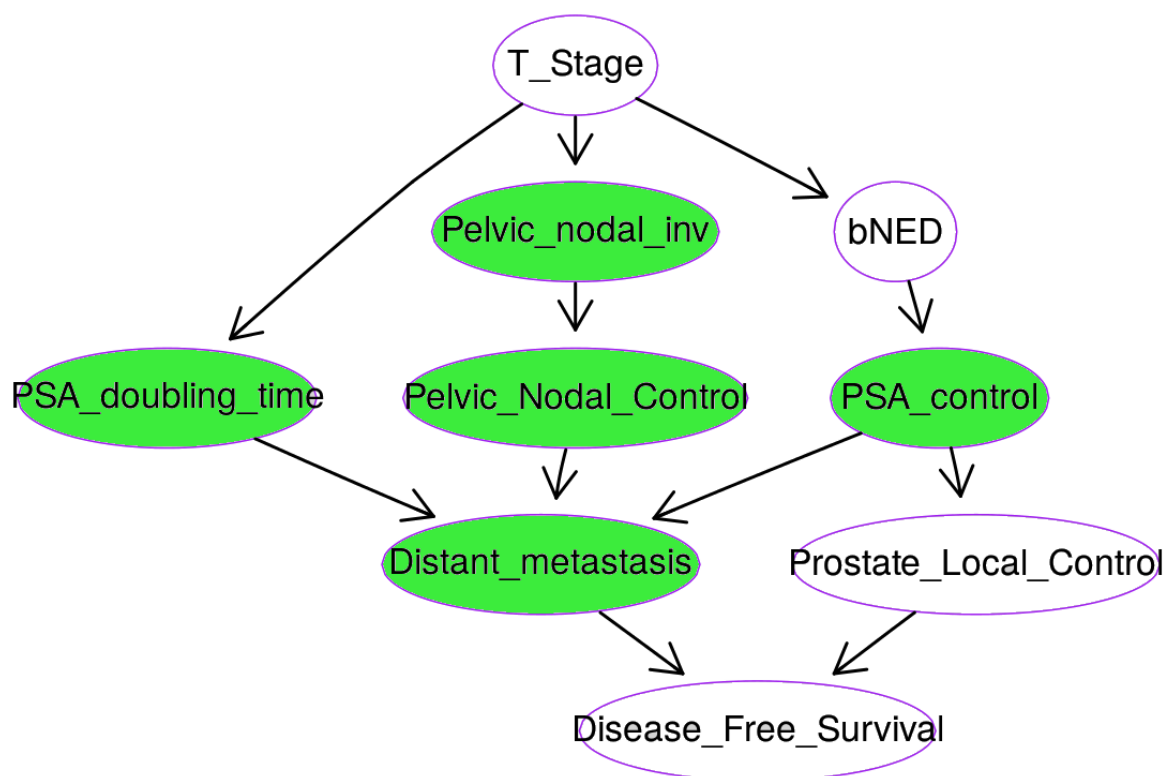 T_Stage
Pelvic_nodal_inv
bNED
PSA_doubling_time
Pelvic_Nodal_Control
PSA_control
Distant_metastasis
Prostate_Local_Control
Disease_Free_Survival